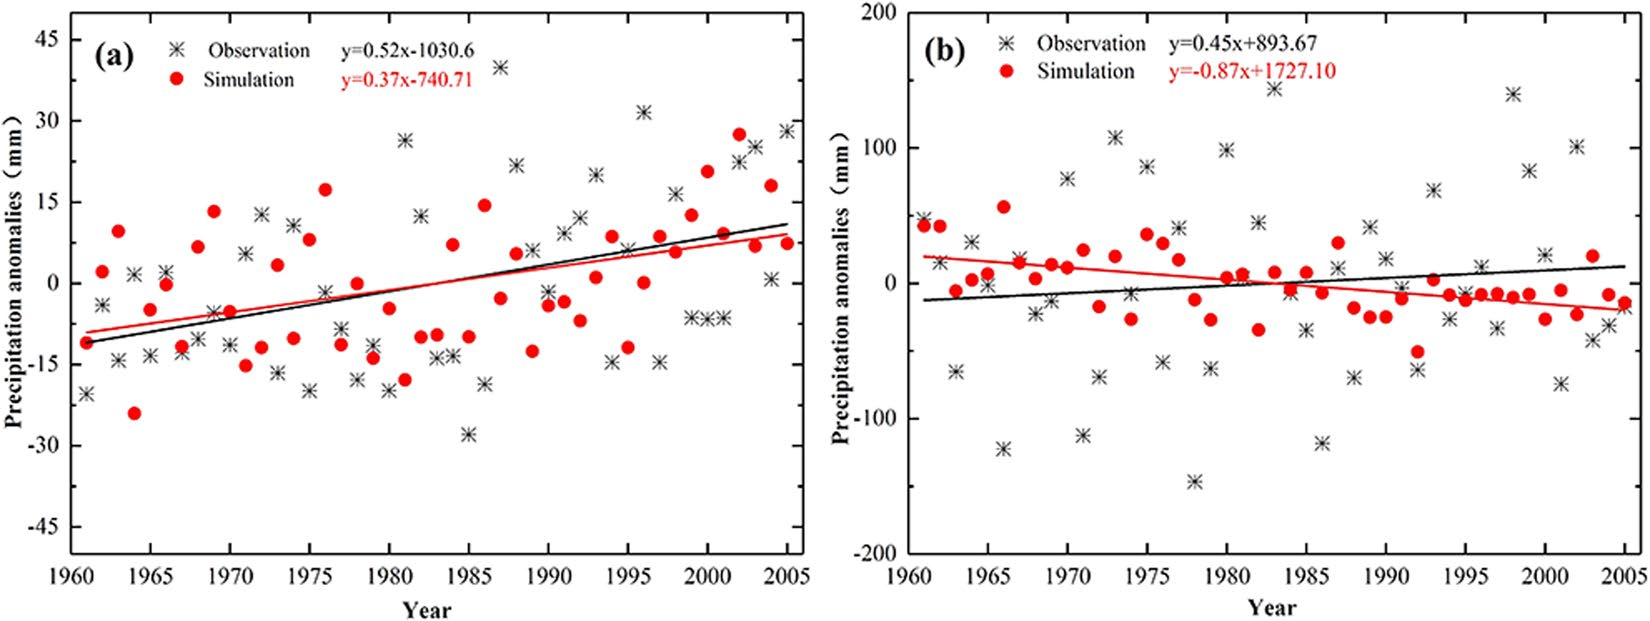 (a)
Observation y=0.52x-1030.6
Simulation y=0.37x-740.71
Precipitation anomalies (mm)
45
30
15
0
-15
-30
-45
1960 1965 1970 1975 1980 1985 1990 1995 2000 2005
Year
(b)
Observation y=0.45x+893.67
Simulation y=-0.87x+1727.10
Precipitation anomalies (mm)
200
100
0
-100
-200
1960 1965 1970 1975 1980 1985 1990 1995 2000 2005
Year